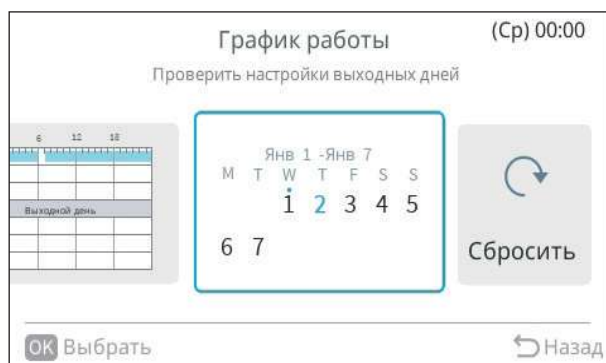 График работы
(Ср) 00:00
Проверить настройки выходных дней
6 12 18
Выходной день
Янв 1 -Янв 7
M T W T F S S
1 2 3 4 5
6 7
Сбросить
OK Выбрать
Назад